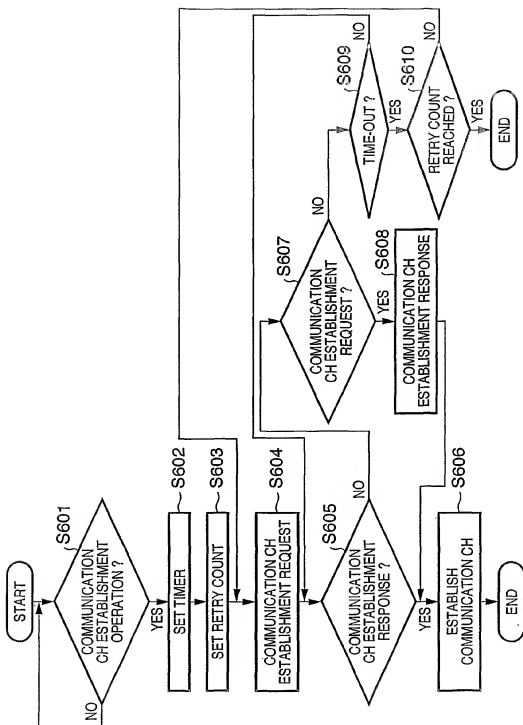 START
S601
COMMUNICATION
CH ESTABLISHMENT
OPERATION ?
NO
YES
S602
SET TIMER
S603
SET RETRY COUNT
S604
COMMUNICATION CH
ESTABLISHMENT REQUEST
S605
COMMUNICATION
CH ESTABLISHMENT
RESPONSE ?
NO
YES
S606
ESTABLISH
COMMUNICATION CH
END
S607
COMMUNICATION
CH ESTABLISHMENT
REQUEST ?
NO
YES
S608
COMMUNICATION CH
ESTABLISHMENT RESPONSE
S609
TIME-OUT ?
NO
YES
S610
RETRY COUNT
REACHED ?
NO
YES
END